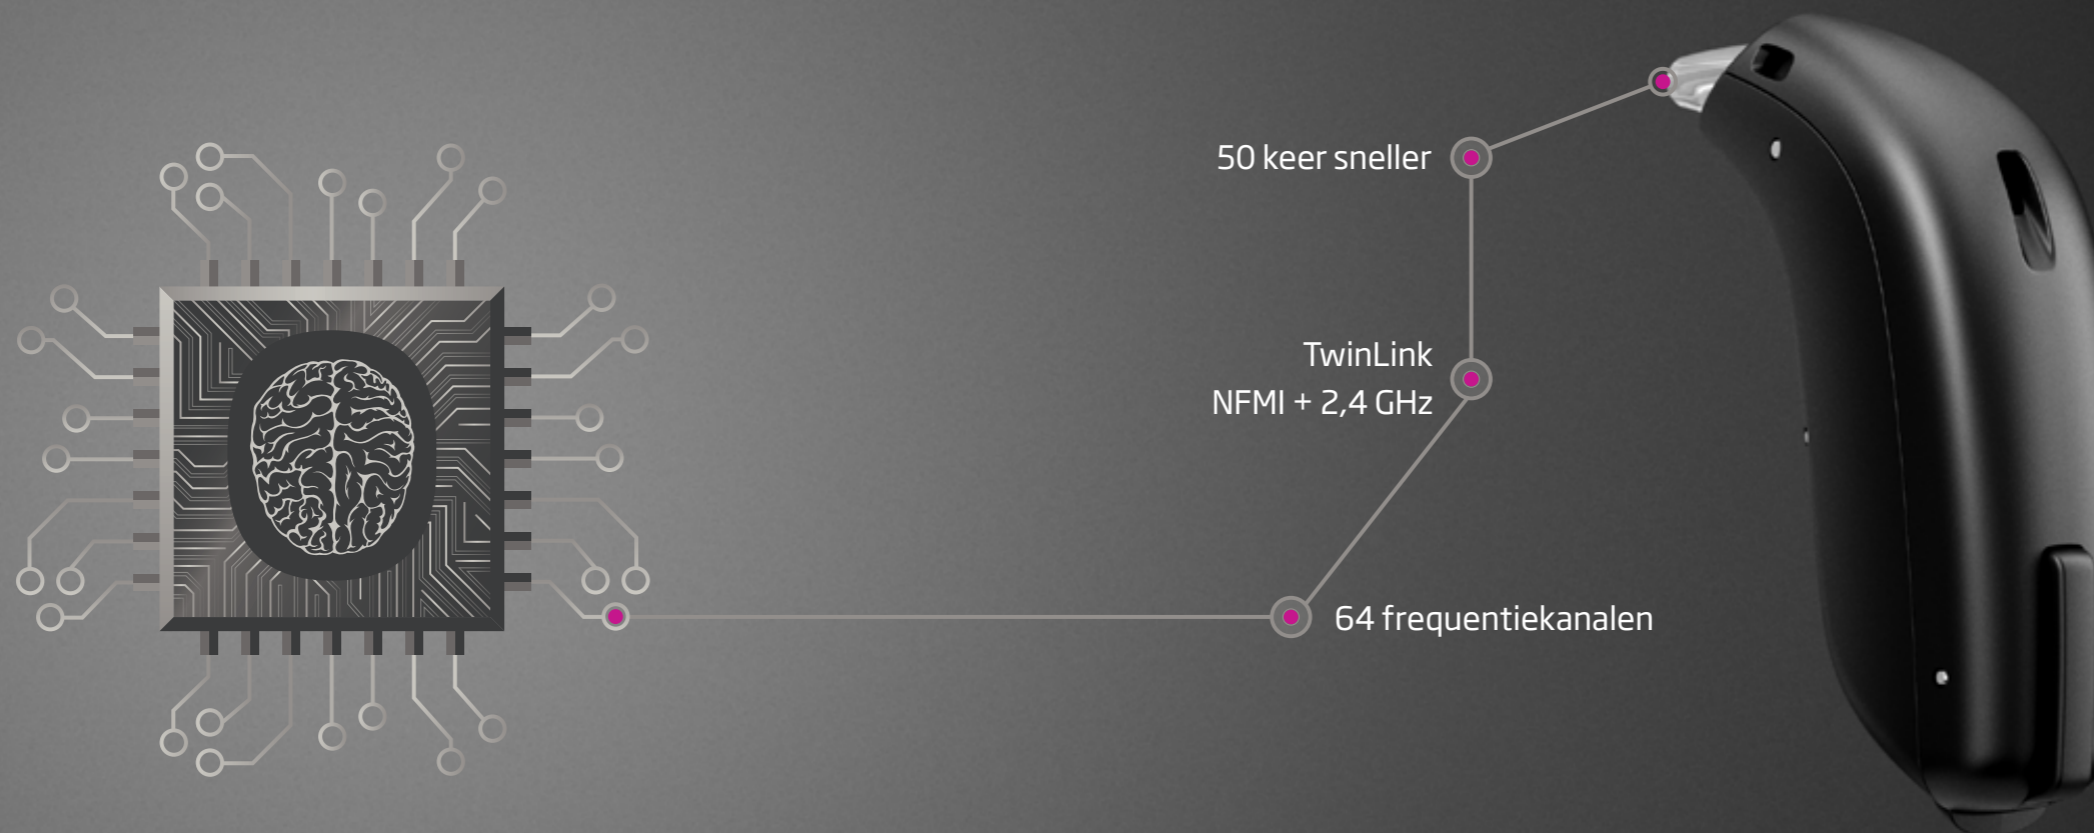 50 keer sneller
TwinLink
NFMI + 2,4 GHz
64 frequentiekanalen